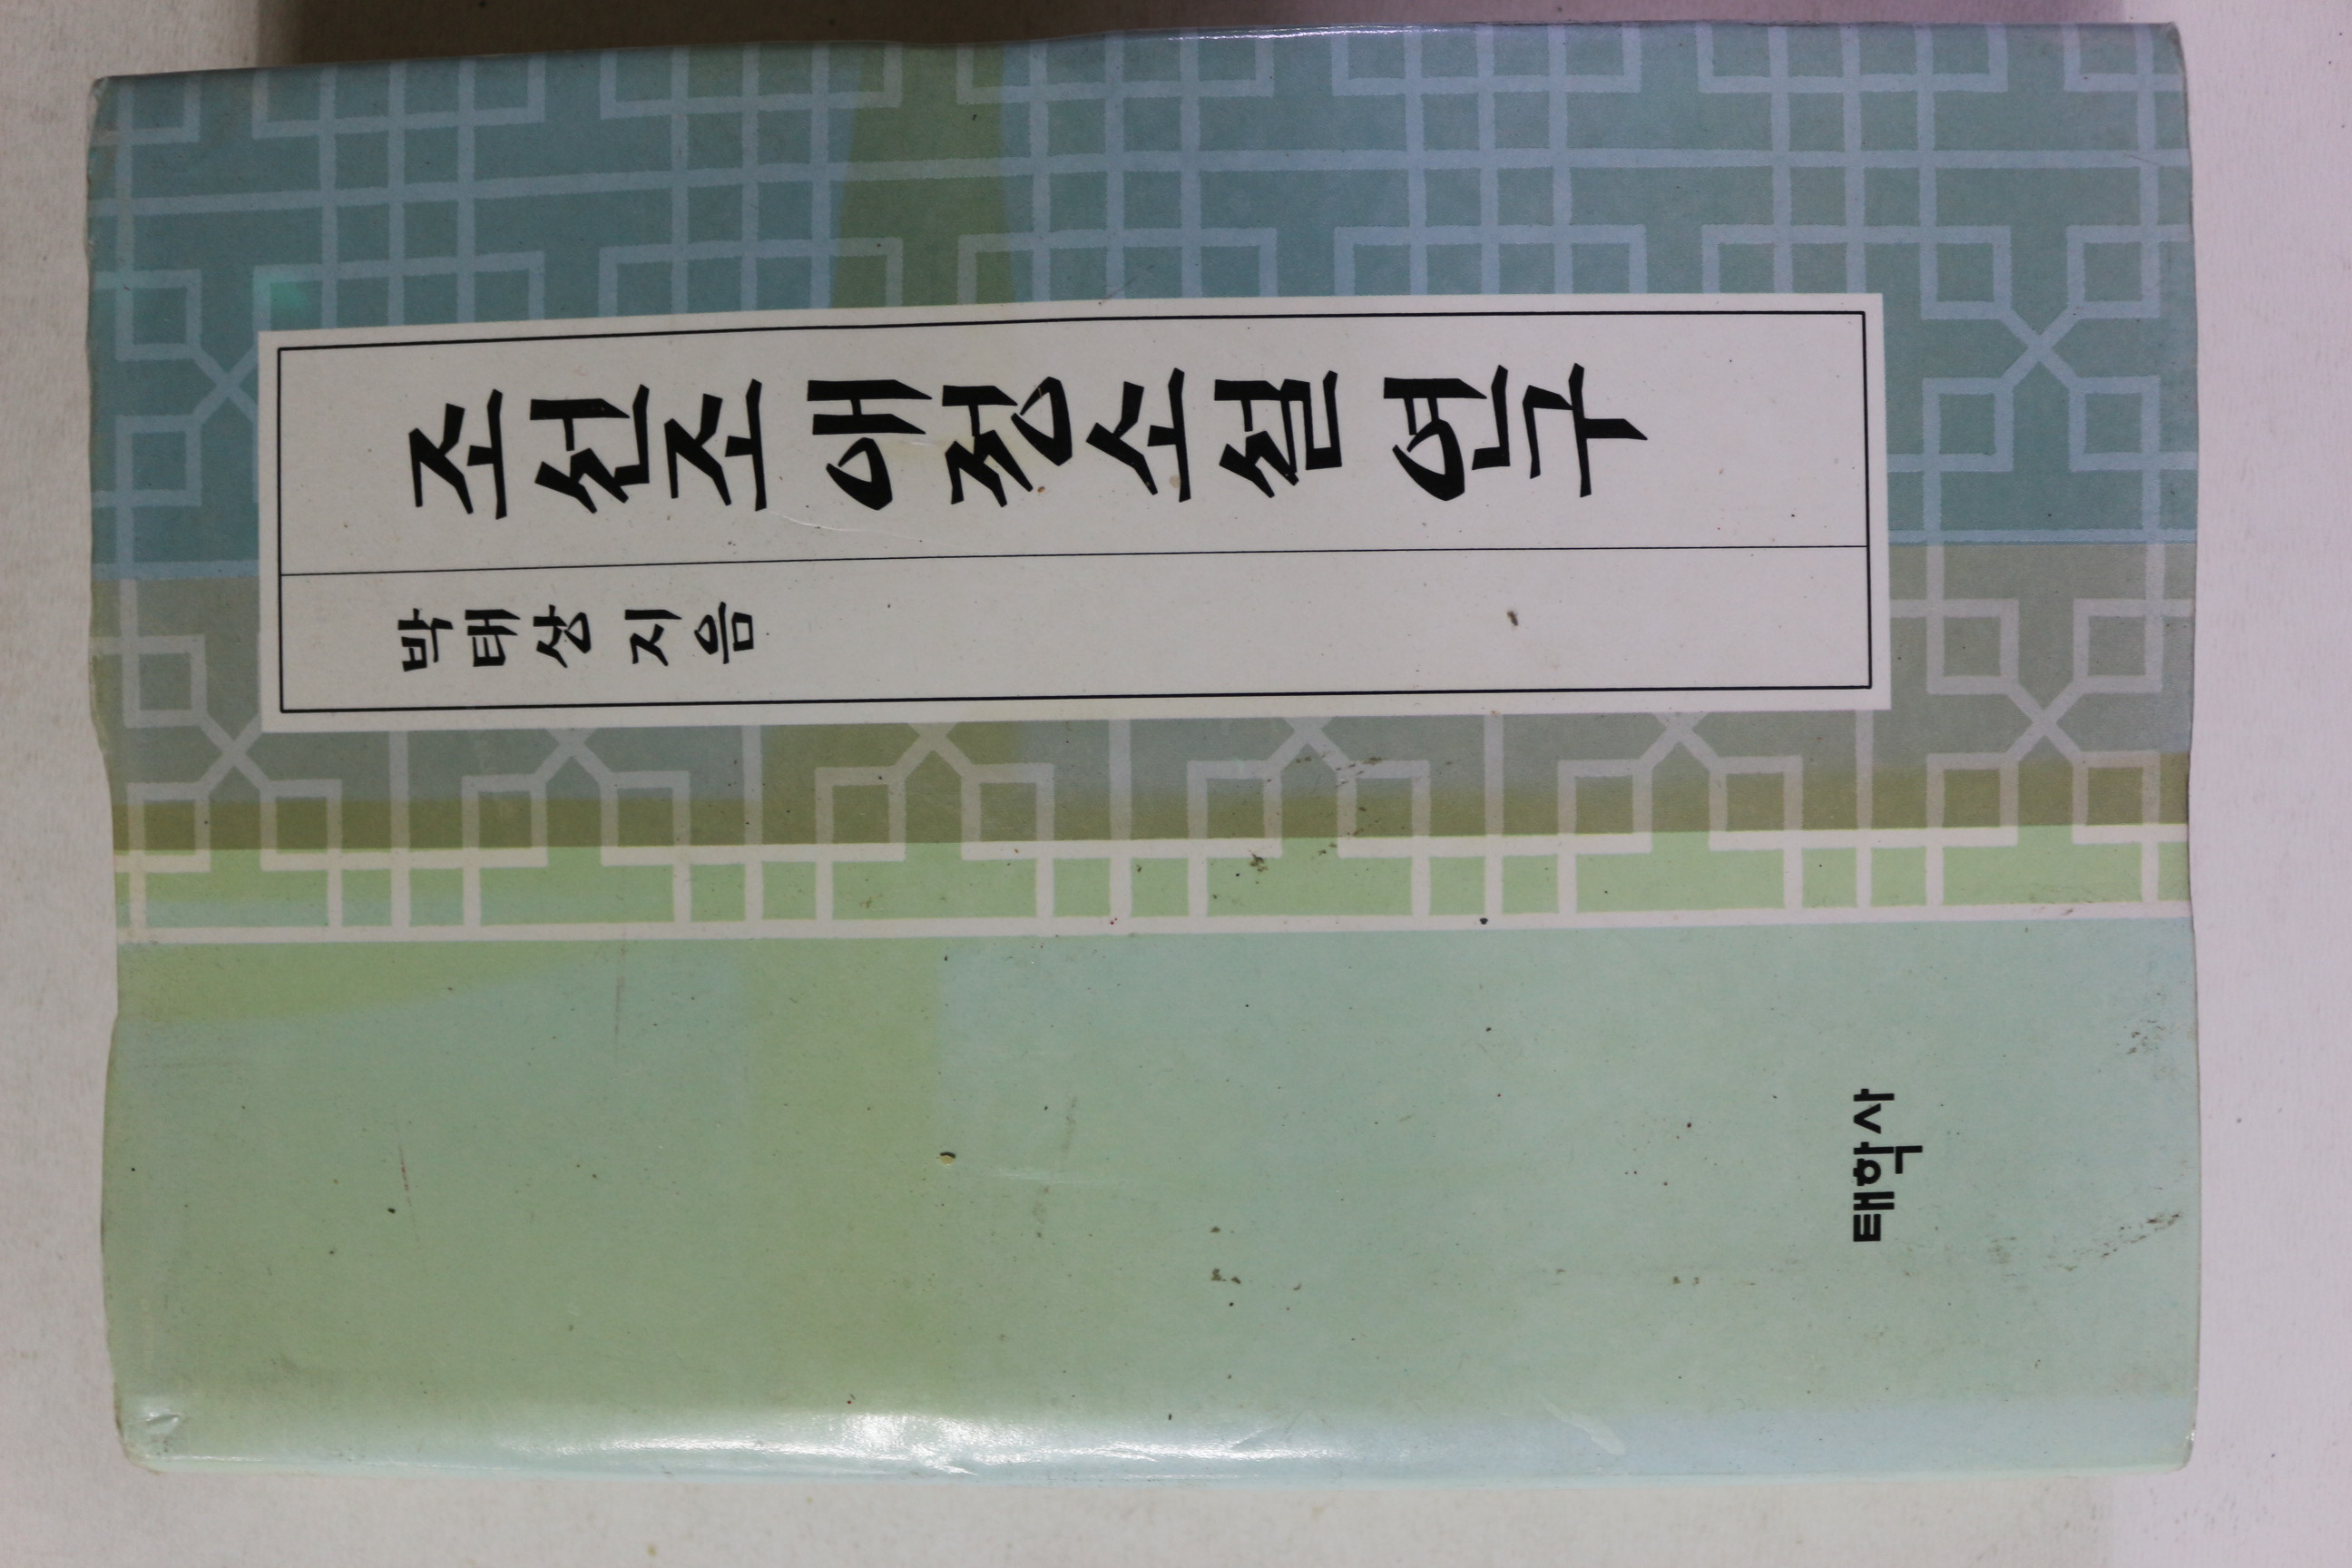 조선조 애정소설 연구
박태상 지음
태학사